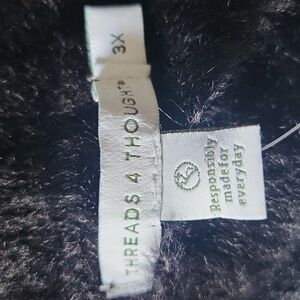 3X
THREADS 4 THOUGHT®
Responsibly
made for
everyday